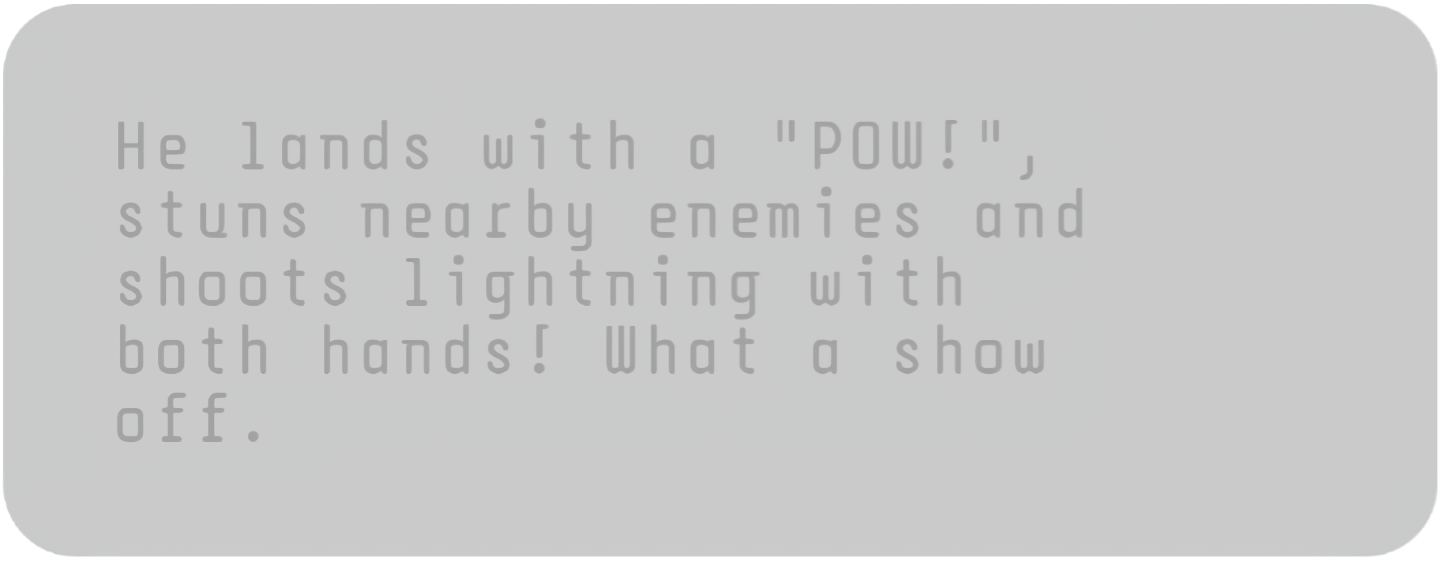 He lands with a "POW!",
stuns nearby enemies and
shoots lightning with
both hands! What a show
off.